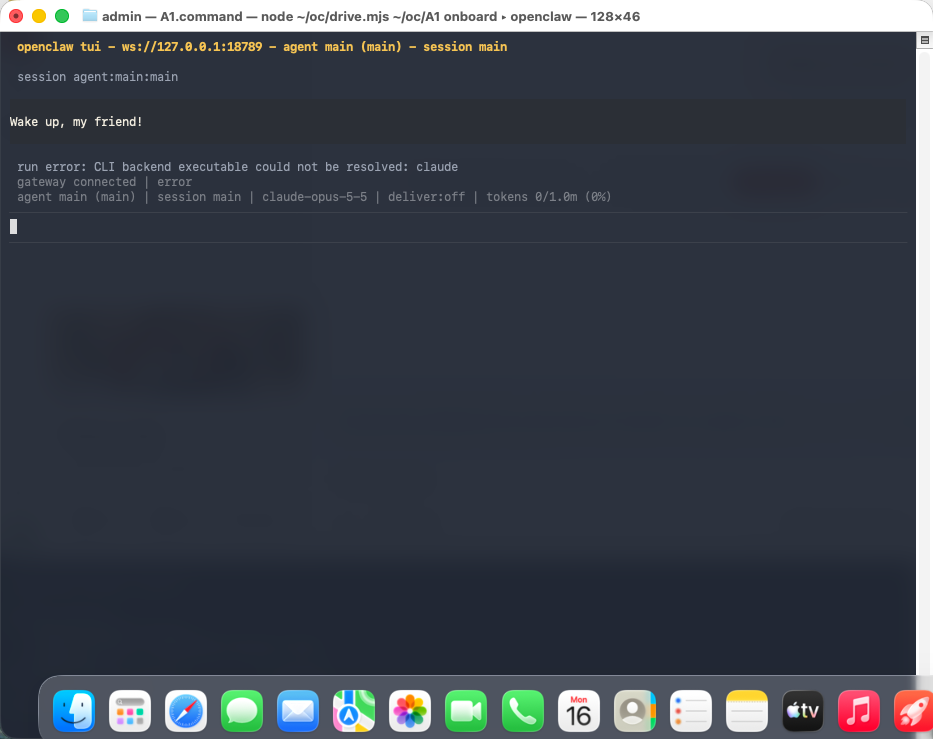 admin — A1.command — node ~/oc/drive.mjs ~/oc/A1 onboard ▸ openclaw — 128×46
openclaw tui - ws://127.0.0.1:18789 - agent main (main) - session main
session agent:main:main
Wake up, my friend!
run error: CLI backend executable could not be resolved: claude
gateway connected | error
agent main (main) | session main | claude-opus-5-5 | deliver:off | tokens 0/1.0m (0%)
Mon
16
tv